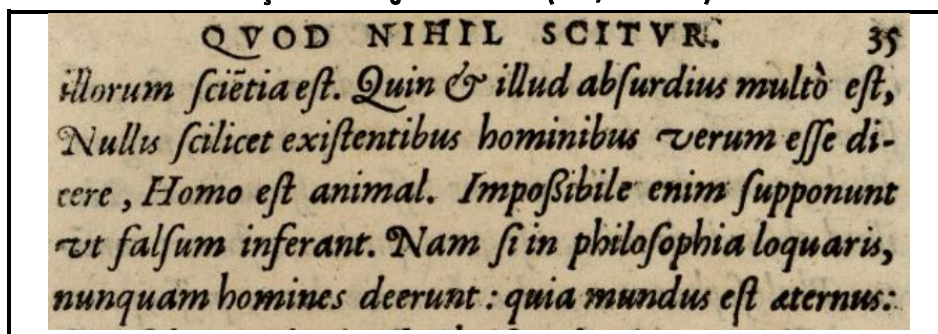 QVOD NIHIL SCITVR. 35
illorum ſciẽtia eſt. Quin & illud abſurdius multò eſt,
Nullis ſcilicet exiſtentibus hominibus verum eſſe di-
cere, Homo eſt animal. Impoßibile enim ſupponunt
vt falſum inferant. Nam ſi in philoſophia loquaris,
nunquam homines deerunt: quia mundus eſt æternus: